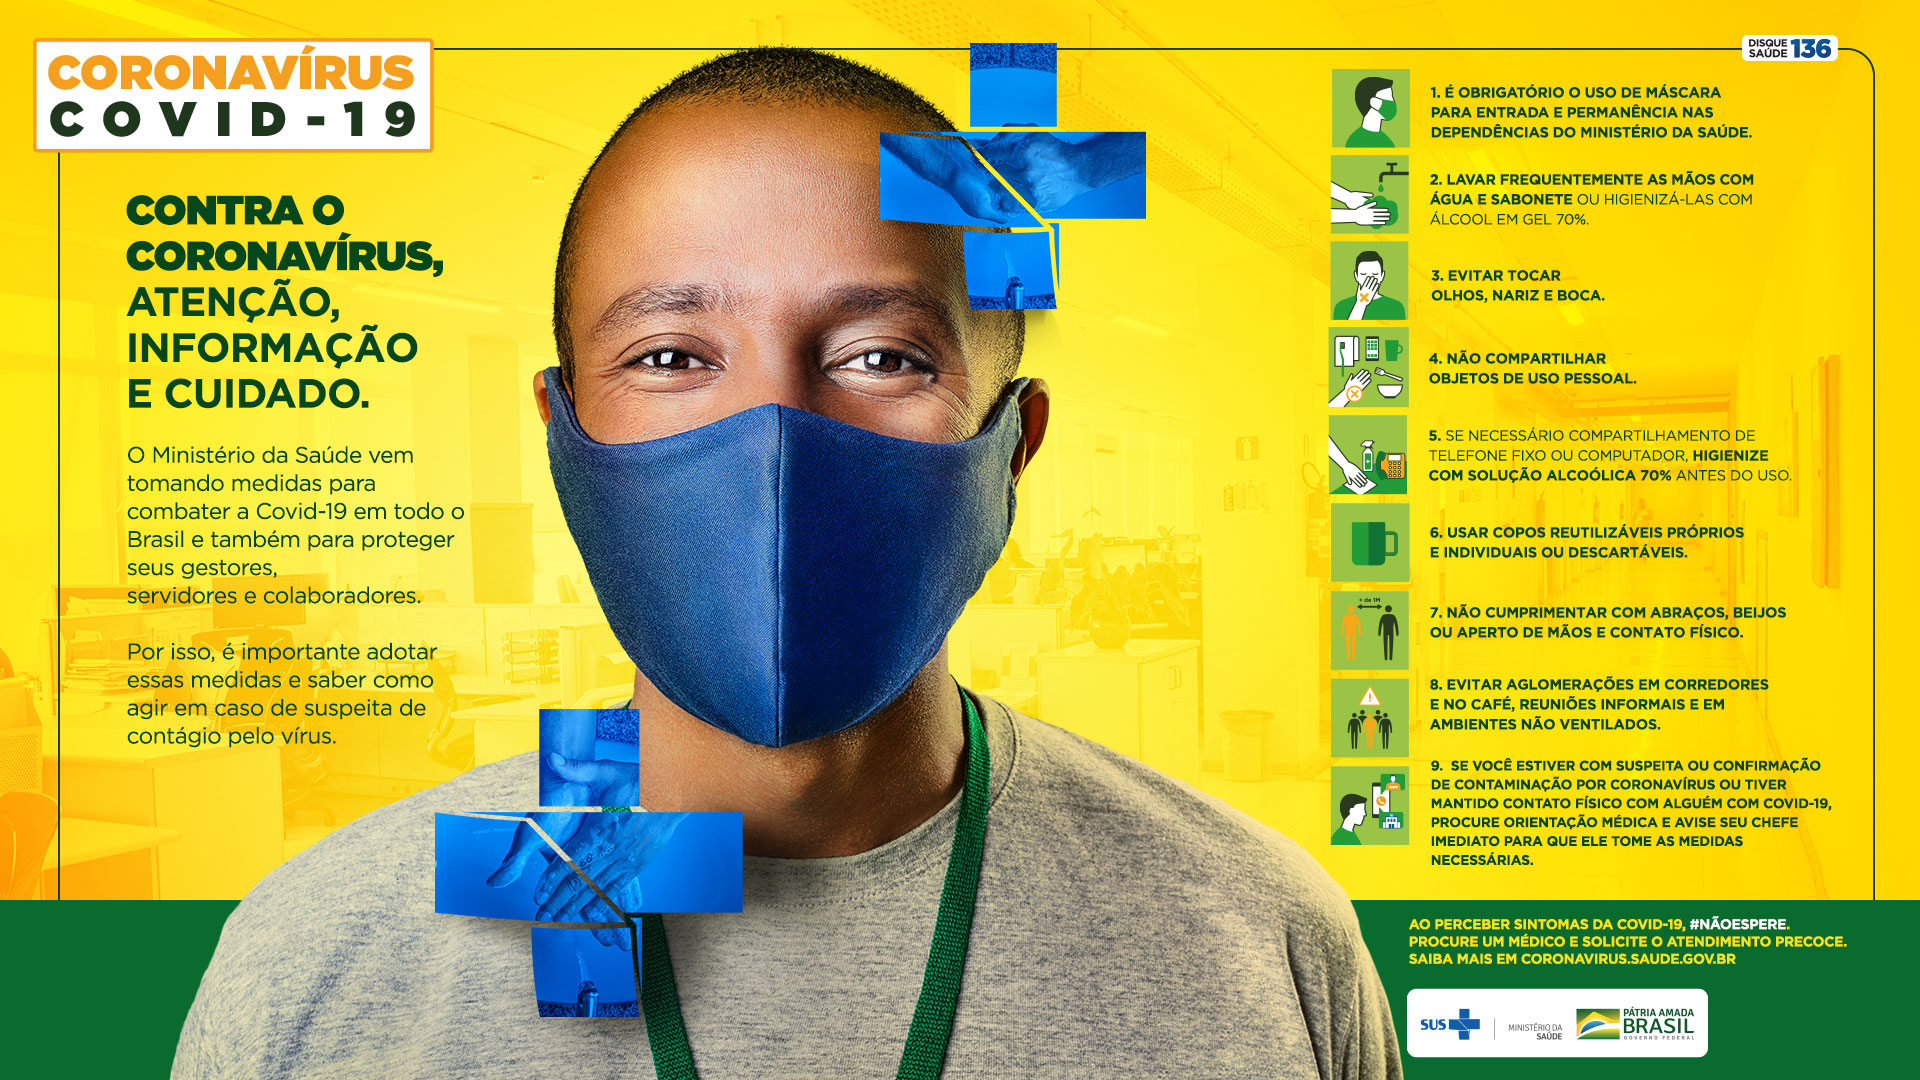 CORONAVÍRUS
COVID-19
CONTRA O
CORONAVÍRUS,
ATENÇÃO,
INFORMAÇÃO
E CUIDADO.
O Ministério da Saúde vem
tomando medidas para
combater a Covid-19 em todo o
Brasil e também para proteger
seus gestores,
servidores e colaboradores.
Por isso, é importante adotar
essas medidas e saber como
agir em caso de suspeita de
contágio pelo vírus.
DISQUE
SAÚDE 136
1. É OBRIGATÓRIO O USO DE MÁSCARA
PARA ENTRADA E PERMANÊNCIA NAS
DEPENDÊNCIAS DO MINISTÉRIO DA SAÚDE.
2. LAVAR FREQUENTEMENTE AS MÃOS COM
ÁGUA E SABONETE OU HIGIENIZÁ-LAS COM
ÁLCOOL EM GEL 70%.
3. EVITAR TOCAR
OLHOS, NARIZ E BOCA.
4. NÃO COMPARTILHAR
OBJETOS DE USO PESSOAL.
5. SE NECESSÁRIO COMPARTILHAMENTO DE
TELEFONE FIXO OU COMPUTADOR, HIGIENIZE
COM SOLUÇÃO ALCOÓLICA 70% ANTES DO USO.
6. USAR COPOS REUTILIZÁVEIS PRÓPRIOS
E INDIVIDUAIS OU DESCARTÁVEIS.
+ de 1M
7. NÃO CUMPRIMENTAR COM ABRAÇOS, BEIJOS
OU APERTO DE MÃOS E CONTATO FÍSICO.
8. EVITAR AGLOMERAÇÕES EM CORREDORES
E NO CAFÉ, REUNIÕES INFORMAIS E EM
AMBIENTES NÃO VENTILADOS.
9. SE VOCÊ ESTIVER COM SUSPEITA OU CONFIRMAÇÃO
DE CONTAMINAÇÃO POR CORONAVÍRUS OU TIVER
MANTIDO CONTATO FÍSICO COM ALGUÉM COM COVID-19,
PROCURE ORIENTAÇÃO MÉDICA E AVISE SEU CHEFE
IMEDIATO PARA QUE ELE TOME AS MEDIDAS
NECESSÁRIAS.
AO PERCEBER SINTOMAS DA COVID-19, #NÃOESPERE.
PROCURE UM MÉDICO E SOLICITE O ATENDIMENTO PRECOCE.
SAIBA MAIS EM CORONAVIRUS.SAUDE.GOV.BR
SUS
MINISTÉRIO DA
SAÚDE
PÁTRIA AMADA
BRASIL
GOVERNO FEDERAL